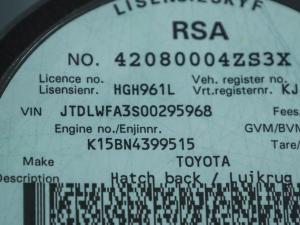 LISENSIESKYF
RSA
NO. 42080004ZS3X
Licence no. Veh. register no.
Lisensienr. HGH961L Vrt.registernr. KJ
VIN JTDLWFA3S00295968 Fees
Engine no./Enjinnr. GVM/BVM
K15BN4399515 Tare/
Make TOYOTA
Description Hatch back / Luikrug